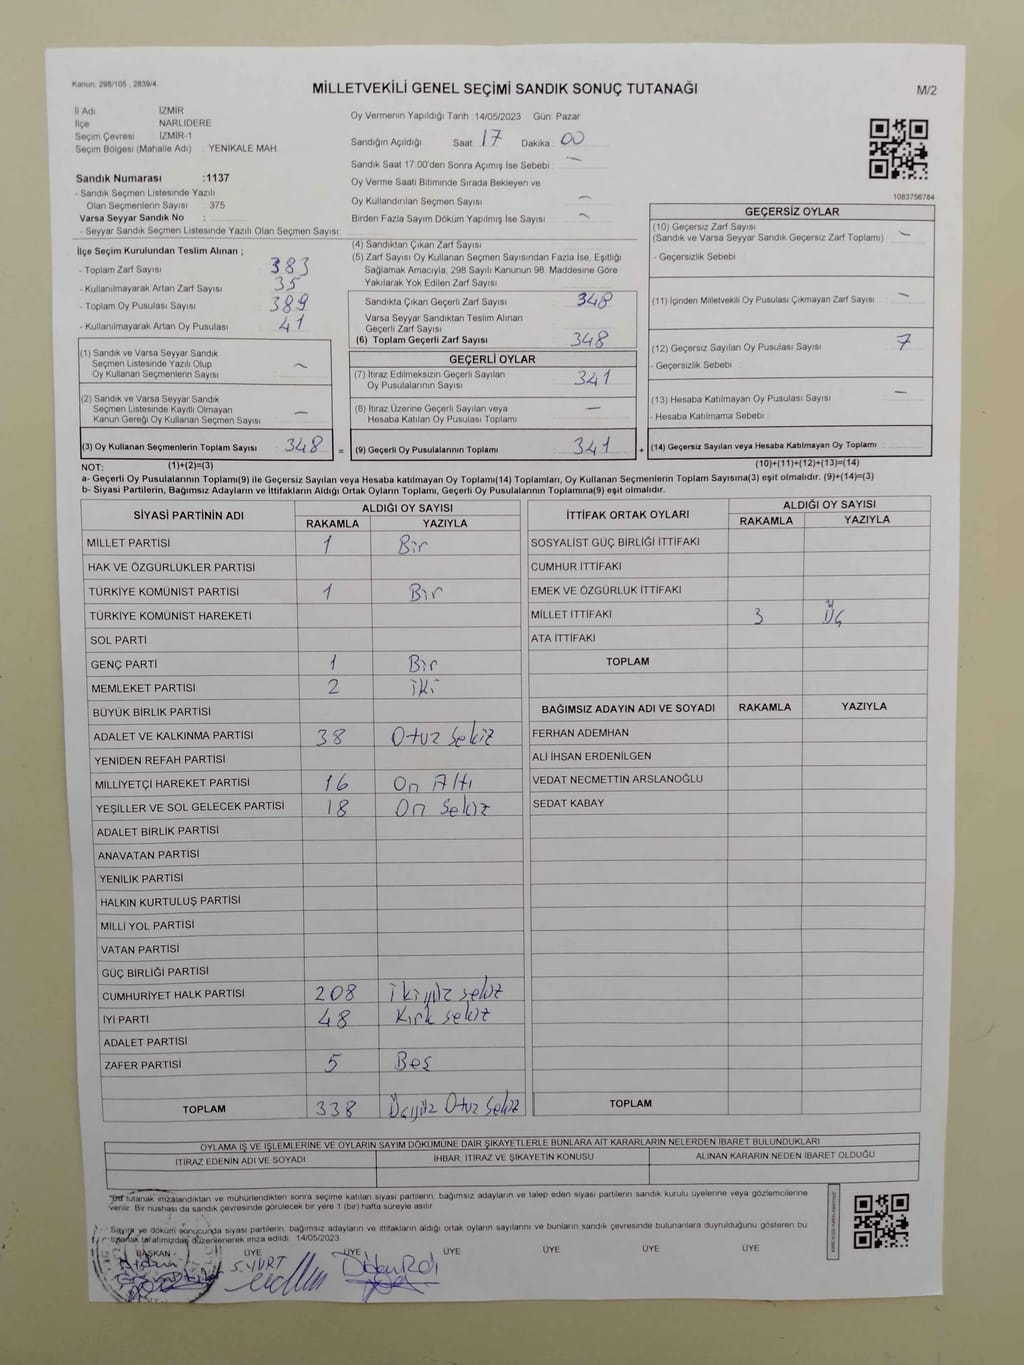 Kanun: 298/105 , 2839/4
MİLLETVEKİLİ GENEL SEÇİMİ SANDIK SONUÇ TUTANAĞI
M/2
İl Adı İZMİR
İlçe NARLIDERE
Seçim Çevresi İZMİR-1
Seçim Bölgesi (Mahalle Adı) YENİKALE MAH.
Sandık Numarası :1137
- Sandık Seçmen Listesinde Yazılı
Olan Seçmenlerin Sayısı : 375
Varsa Seyyar Sandık No :
- Seyyar Sandık Seçmen Listesinde Yazılı Olan Seçmen Sayısı:
Oy Vermenin Yapıldığı Tarih :14/05/2023 Gün: Pazar
Sandığın Açıldığı Saat : 17 Dakika : 00
Sandık Saat 17:00'den Sonra Açımış İse Sebebi : —
Oy Verme Saati Bitiminde Sırada Bekleyen ve
Oy Kullandırılan Seçmen Sayısı : —
Birden Fazla Sayım Döküm Yapılmış İse Sayısı : —
1083756784
İlçe Seçim Kurulundan Teslim Alınan ;
- Toplam Zarf Sayısı : 383
- Kullanılmayarak Artan Zarf Sayısı : 35
- Toplam Oy Pusulası Sayısı : 389
- Kullanılmayarak Artan Oy Pusulası : 41
(1) Sandık ve Varsa Seyyar Sandık
Seçmen Listesinde Yazılı Olup
Oy Kullanan Seçmenlerin Sayısı : —
(2) Sandık ve Varsa Seyyar Sandık
Seçmen Listesinde Kayıtlı Olmayan
Kanun Gereği Oy Kullanan Seçmen Sayısı : —
(3) Oy Kullanan Seçmenlerin Toplam Sayısı : 348 =
(4) Sandıktan Çıkan Zarf Sayısı :
(5) Zarf Sayısı Oy Kullanan Seçmen Sayısından Fazla İse, Eşitliği
Sağlamak Amacıyla, 298 Sayılı Kanunun 98. Maddesine Göre
Yakılarak Yok Edilen Zarf Sayısı :
Sandıkta Çıkan Geçerli Zarf Sayısı : 348
Varsa Seyyar Sandıktan Teslim Alınan
Geçerli Zarf Sayısı :
(6) Toplam Geçerli Zarf Sayısı : 348
GEÇERLİ OYLAR
(7) İtiraz Edilmeksizin Geçerli Sayılan
Oy Pusulalarının Sayısı : 341
(8) İtiraz Üzerine Geçerli Sayılan veya
Hesaba Katılan Oy Pusulası Toplamı : —
(9) Geçerli Oy Pusulalarının Toplamı : 341 +
GEÇERSİZ OYLAR
(10) Geçersiz Zarf Sayısı :
(Sandık ve Varsa Seyyar Sandık Geçersiz Zarf Toplamı) —
- Geçersizlik Sebebi :
(11) İçinden Milletvekili Oy Pusulası Çıkmayan Zarf Sayısı : —
(12) Geçersiz Sayılan Oy Pusulası Sayısı : 7
- Geçersizlik Sebebi :
(13) Hesaba Katılmayan Oy Pusulası Sayısı : —
- Hesaba Katılmama Sebebi :
(14) Geçersiz Sayılan veya Hesaba Katılmayan Oy Toplamı :
NOT: (1)+(2)=(3) (10)+(11)+(12)+(13)=(14)
a- Geçerli Oy Pusulalarının Toplamı(9) ile Geçersiz Sayılan veya Hesaba katılmayan Oy Toplamı(14) Toplamları, Oy Kullanan Seçmenlerin Toplam Sayısına(3) eşit olmalıdır. (9)+(14)=(3)
b- Siyasi Partilerin, Bağımsız Adayların ve İttifakların Aldığı Ortak Oyların Toplamı, Geçerli Oy Pusulalarının Toplamına(9) eşit olmalıdır.
SİYASİ PARTİNİN ADI ALDIĞI OY SAYISI
RAKAMLA YAZIYLA
MİLLET PARTİSİ 1 Bir
HAK VE ÖZGÜRLÜKLER PARTİSİ
TÜRKİYE KOMÜNİST PARTİSİ 1 Bir
TÜRKİYE KOMÜNİST HAREKETİ
SOL PARTİ
GENÇ PARTİ 1 Bir
MEMLEKET PARTİSİ 2 iki
BÜYÜK BİRLİK PARTİSİ
ADALET VE KALKINMA PARTİSİ 38 Otuz Sekiz
YENİDEN REFAH PARTİSİ
MİLLİYETÇİ HAREKET PARTİSİ 16 On Altı
YEŞİLLER VE SOL GELECEK PARTİSİ 18 On Sekiz
ADALET BİRLİK PARTİSİ
ANAVATAN PARTİSİ
YENİLİK PARTİSİ
HALKIN KURTULUŞ PARTİSİ
MİLLİ YOL PARTİSİ
VATAN PARTİSİ
GÜÇ BİRLİĞİ PARTİSİ
CUMHURİYET HALK PARTİSİ 208 ikiyüz sekiz
İYİ PARTİ 48 Kırk sekiz
ADALET PARTİSİ
ZAFER PARTİSİ 5 Beş
TOPLAM 338 Üçyüz Otuz Sekiz
İTTİFAK ORTAK OYLARI ALDIĞI OY SAYISI
RAKAMLA YAZIYLA
SOSYALİST GÜÇ BİRLİĞİ İTTİFAKI
CUMHUR İTTİFAKI
EMEK VE ÖZGÜRLÜK İTTİFAKI
MİLLET İTTİFAKI 3 Üç
ATA İTTİFAKI
TOPLAM
BAĞIMSIZ ADAYIN ADI VE SOYADI RAKAMLA YAZIYLA
FERHAN ADEMHAN
ALİ İHSAN ERDENİLGEN
VEDAT NECMETTİN ARSLANOĞLU
SEDAT KABAY
TOPLAM
OYLAMA İŞ VE İŞLEMLERİNE VE OYLARIN SAYIM DÖKÜMÜNE DAİR ŞİKAYETLERLE BUNLARA AİT KARARLARIN NELERDEN İBARET BULUNDUKLARI
İTİRAZ EDENİN ADI VE SOYADI İHBAR, İTİRAZ VE ŞİKAYETİN KONUSU ALINAN KARARIN NEDEN İBARET OLDUĞU
*Bu tutanak imzalandıktan ve mühürlendikten sonra seçime katılan siyasi partilerin, bağımsız adayların ve talep eden siyasi partilerin sandık kurulu üyelerine veya gözlemcilerine
verilir. Bir nüshası da sandık çevresinde görülecek bir yere 1 (bir) hafta süreyle asılır
Sayım ve döküm sonucunda siyasi partilerin, bağımsız adayların ve ittifakların aldığı ortak oyların sayılarını ve bunların sandık çevresinde bulunanlara duyrulduğunu gösteren bu
tutanak tarafımızdan düzenlenerek imza edildi. 14/05/2023
BAŞKAN ÜYE ÜYE ÜYE ÜYE ÜYE ÜYE
S.YURT